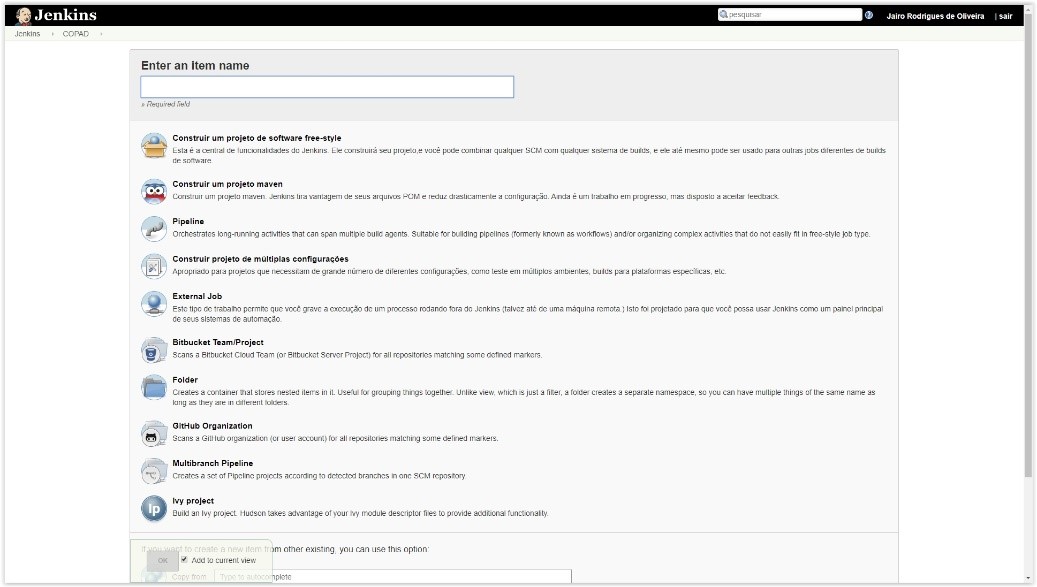 Jenkins
pesquisar
Jairo Rodrigues de Oliveira | sair
Jenkins COPAD
Enter an item name
» Required field
Construir um projeto de software free-style
Esta é a central de funcionalidades do Jenkins. Ele construirá seu projeto,e você pode combinar qualquer SCM com qualquer sistema de builds, e ele até mesmo pode ser usado para outras jobs diferentes de builds
de software.
Construir um projeto maven
Construir um projeto maven. Jenkins tira vantagem de seus arquivos POM e reduz drasticamente a configuração. Ainda é um trabalho em progresso, mas disposto a aceitar feedback.
Pipeline
Orchestrates long-running activities that can span multiple build agents. Suitable for building pipelines (formerly known as workflows) and/or organizing complex activities that do not easily fit in free-style job type.
Construir projeto de múltiplas configurações
Apropriado para projetos que necessitam de grande número de diferentes configurações, como teste em múltiplos ambientes, builds para plataformas específicas, etc.
External Job
Este tipo de trabalho permite que você grave a execução de um processo rodando fora do Jenkins (talvez até de uma máquina remota.) Isto foi projetado para que você possa usar Jenkins como um painel principal
de seus sistemas de automação.
Bitbucket Team/Project
Scans a Bitbucket Cloud Team (or Bitbucket Server Project) for all repositories matching some defined markers.
Folder
Creates a container that stores nested items in it. Useful for grouping things together. Unlike view, which is just a filter, a folder creates a separate namespace, so you can have multiple things of the same name as
long as they are in different folders.
GitHub Organization
Scans a GitHub organization (or user account) for all repositories matching some defined markers.
Multibranch Pipeline
Creates a set of Pipeline projects according to detected branches in one SCM repository.
Ip
Ivy project
Build an Ivy project. Hudson takes advantage of your Ivy module descriptor files to provide additional functionality.
If you want to create a new item from other existing, you can use this option:
OK Add to current view
Copy from Type to autocomplete